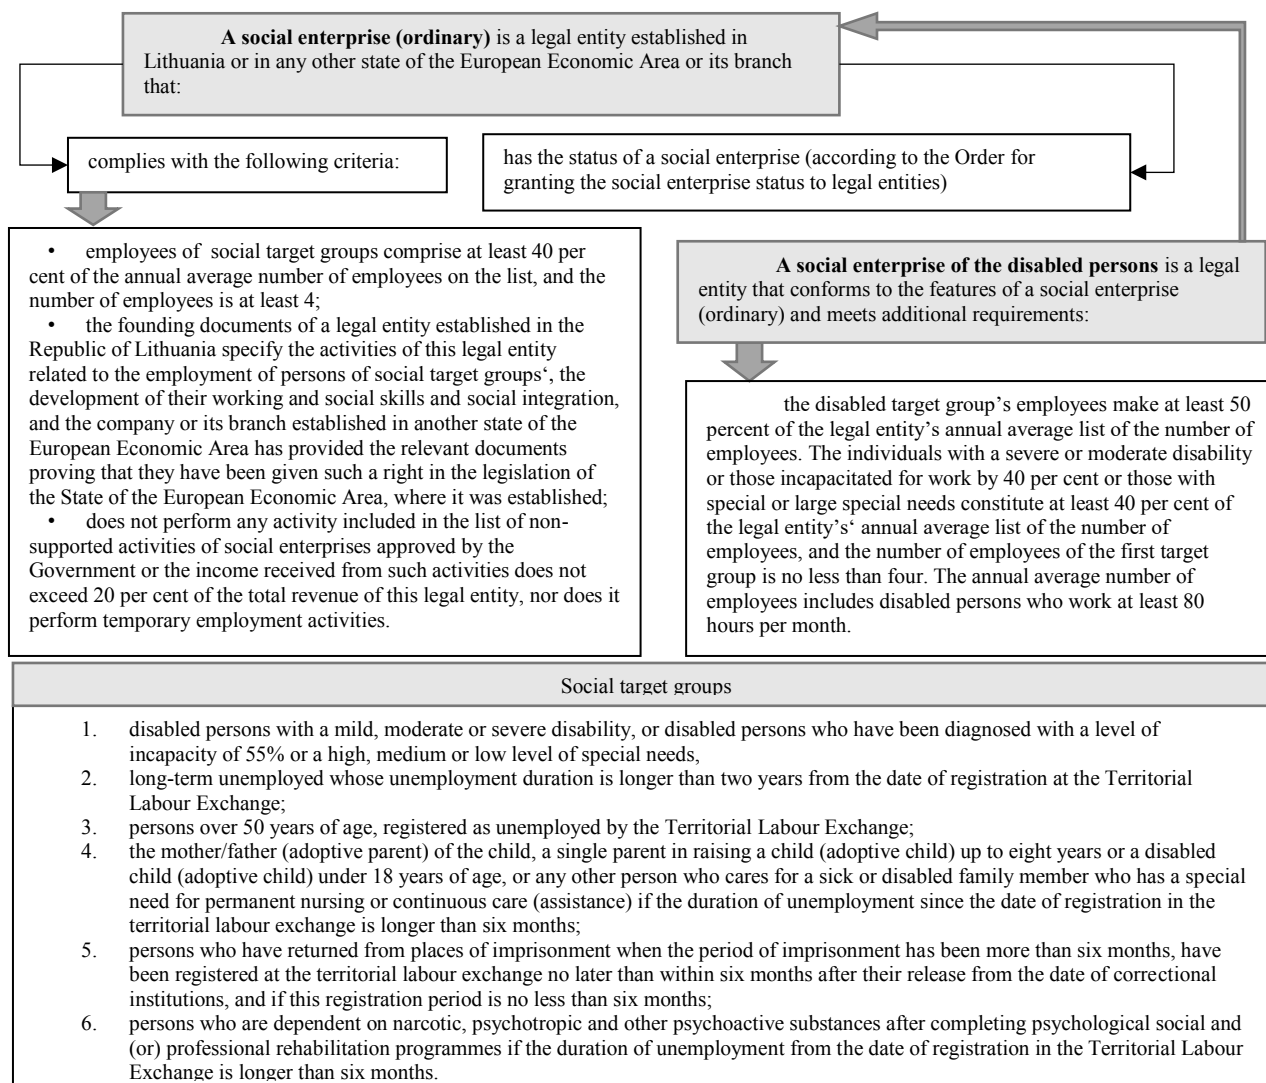 A social enterprise (ordinary) is a legal entity established in
Lithuania or in any other state of the European Economic Area or its branch
that:
complies with the following criteria:
has the status of a social enterprise (according to the Order for
granting the social enterprise status to legal entities)
• employees of social target groups comprise at least 40 per
cent of the annual average number of employees on the list, and the
number of employees is at least 4;
• the founding documents of a legal entity established in the
Republic of Lithuania specify the activities of this legal entity
related to the employment of persons of social target groups‘, the
development of their working and social skills and social integration,
and the company or its branch established in another state of the
European Economic Area has provided the relevant documents
proving that they have been given such a right in the legislation of
the State of the European Economic Area, where it was established;
• does not perform any activity included in the list of non-
supported activities of social enterprises approved by the
Government or the income received from such activities does not
exceed 20 per cent of the total revenue of this legal entity, nor does it
perform temporary employment activities.
A social enterprise of the disabled persons is a legal
entity that conforms to the features of a social enterprise
(ordinary) and meets additional requirements:
the disabled target group’s employees make at least 50
percent of the legal entity’s annual average list of the number of
employees. The individuals with a severe or moderate disability
or those incapacitated for work by 40 per cent or those with
special or large special needs constitute at least 40 per cent of
the legal entity’s‘ annual average list of the number of
employees, and the number of employees of the first target
group is no less than four. The annual average number of
employees includes disabled persons who work at least 80
hours per month.
Social target groups
1. disabled persons with a mild, moderate or severe disability, or disabled persons who have been diagnosed with a level of
incapacity of 55% or a high, medium or low level of special needs,
2. long-term unemployed whose unemployment duration is longer than two years from the date of registration at the Territorial
Labour Exchange;
3. persons over 50 years of age, registered as unemployed by the Territorial Labour Exchange;
4. the mother/father (adoptive parent) of the child, a single parent in raising a child (adoptive child) up to eight years or a disabled
child (adoptive child) under 18 years of age, or any other person who cares for a sick or disabled family member who has a special
need for permanent nursing or continuous care (assistance) if the duration of unemployment since the date of registration in the
territorial labour exchange is longer than six months;
5. persons who have returned from places of imprisonment when the period of imprisonment has been more than six months, have
been registered at the territorial labour exchange no later than within six months after their release from the date of correctional
institutions, and if this registration period is no less than six months;
6. persons who are dependent on narcotic, psychotropic and other psychoactive substances after completing psychological social and
(or) professional rehabilitation programmes if the duration of unemployment from the date of registration in the Territorial Labour
Exchange is longer than six months.